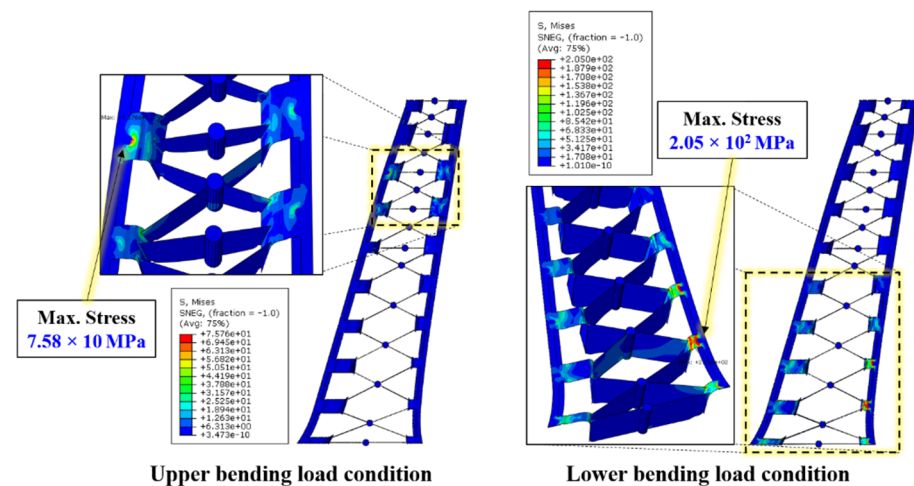 S, Mises
SNEG, (fraction = -1.0)
(Avg: 75%)
+2.050e+02
+1.879e+02
+1.708e+02
+1.538e+02
+1.367e+02
+1.196e+02
+1.025e+02
+8.542e+01
+6.833e+01
+5.125e+01
+3.417e+01
+1.708e+01
+1.010e-10
Max. Stress
2.05 × 10² MPa
Max. Stress
7.58 × 10 MPa
S, Mises
SNEG, (fraction = -1.0)
(Avg: 75%)
+7.576e+01
+6.945e+01
+6.313e+01
+5.682e+01
+5.051e+01
+4.419e+01
+3.788e+01
+3.157e+01
+2.525e+01
+1.894e+01
+1.263e+01
+6.313e+00
+3.473e-10
Upper bending load condition
Lower bending load condition